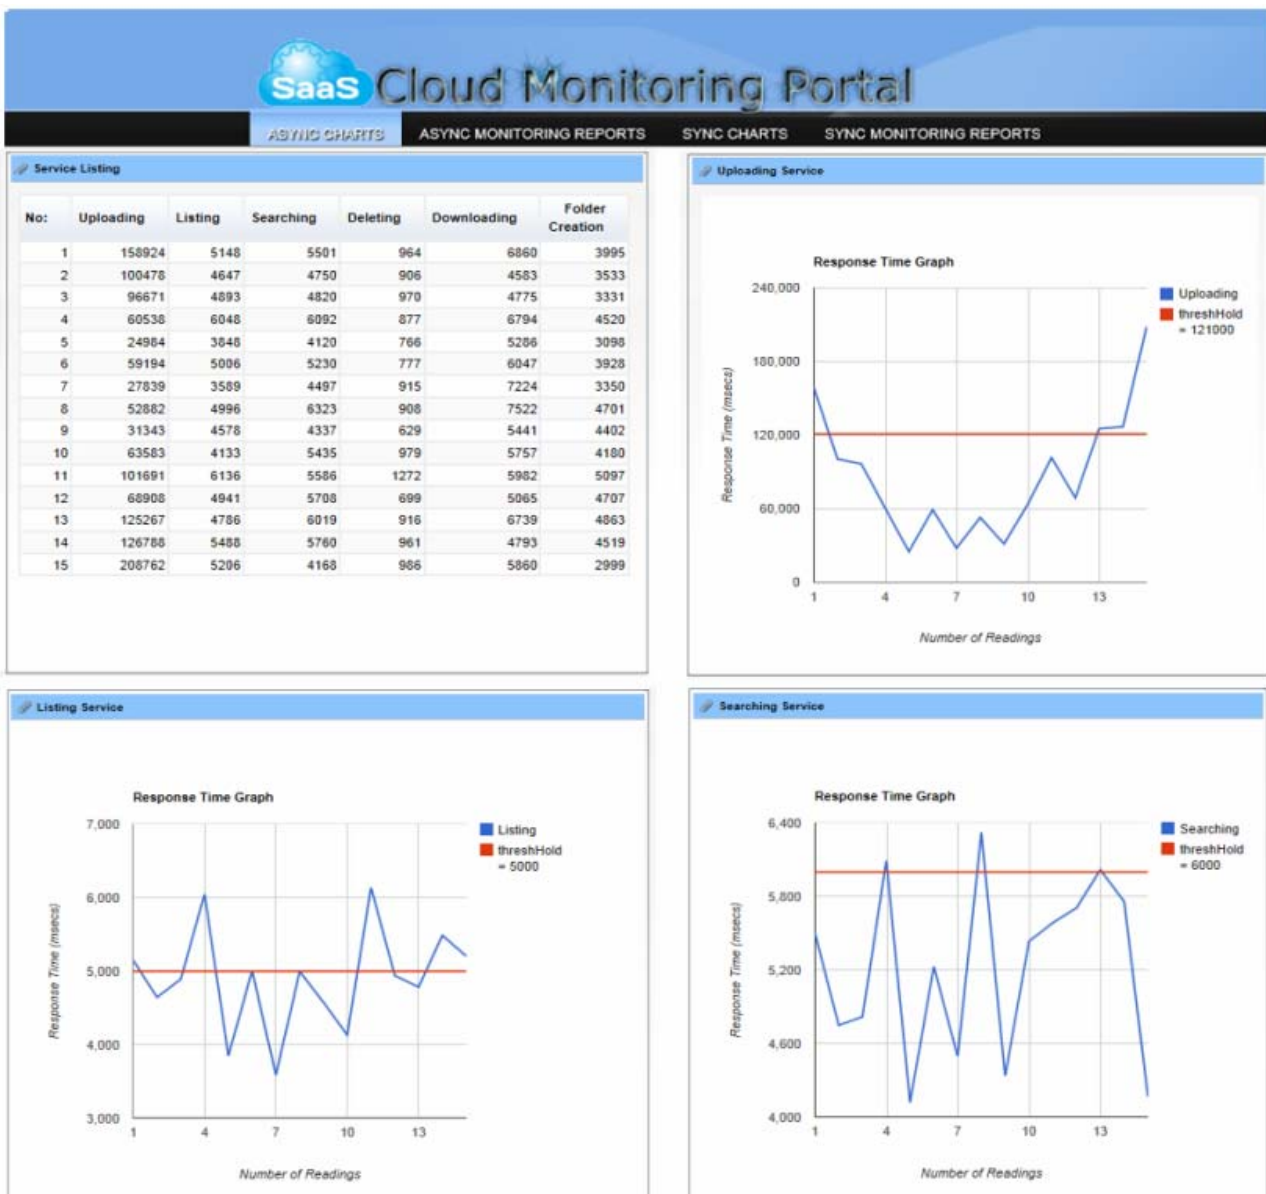 SaaS Cloud Monitoring Portal
ASYNC CHARTS ASYNC MONITORING REPORTS SYNC CHARTS SYNC MONITORING REPORTS
Service Listing
No: Uploading Listing Searching Deleting Downloading Folder Creation
1 158924 5148 5501 964 6860 3995
2 100478 4647 4750 906 4583 3533
3 96671 4893 4820 970 4775 3331
4 60538 6048 6092 877 6794 4520
5 24984 3848 4120 766 5286 3098
6 59194 5006 5230 777 6047 3928
7 27839 3589 4497 915 7224 3350
8 52882 4996 6323 908 7522 4701
9 31343 4578 4337 629 5441 4402
10 63583 4133 5435 979 5757 4180
11 101691 6136 5586 1272 5982 5097
12 68908 4941 5708 699 5065 4707
13 125267 4786 6019 916 6739 4863
14 126788 5488 5760 961 4793 4519
15 208762 5206 4168 986 5860 2999
Uploading Service
Response Time Graph
240,000
180,000
120,000
60,000
0
Response Time (msecs)
1 4 7 10 13
Number of Readings
Uploading
threshHold
= 121000
Listing Service
Response Time Graph
7,000
6,000
5,000
4,000
3,000
Response Time (msecs)
1 4 7 10 13
Number of Readings
Listing
threshHold
= 5000
Searching Service
Response Time Graph
6,400
5,800
5,200
4,600
4,000
Response Time (msecs)
1 4 7 10 13
Number of Readings
Searching
threshHold
= 6000